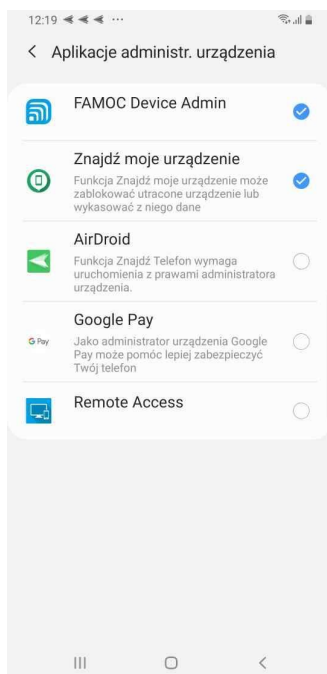 12:19
Aplikacje administr. urządzenia
FAMOC Device Admin
Znajdź moje urządzenie
Funkcja Znajdź moje urządzenie może
zablokować utracone urządzenie lub
wykasować z niego dane
AirDroid
Funkcja Znajdź Telefon wymaga
uruchomienia z prawami administratora
urządzenia.
Google Pay
G Pay
Jako administrator urządzenia Google
Pay może pomóc lepiej zabezpieczyć
Twój telefon
Remote Access